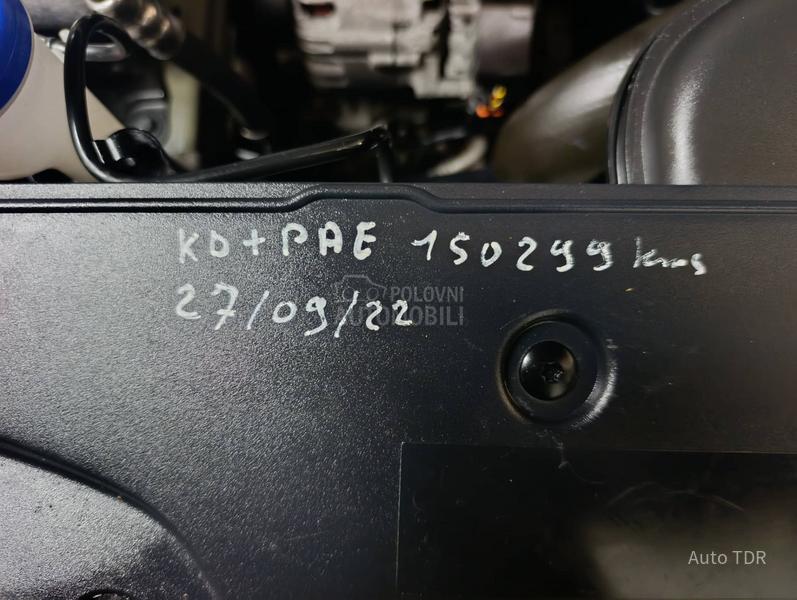 KD+PAE 150299 kms
27/09/22
POLOVNI
AUTOMOBILI
Auto TDR